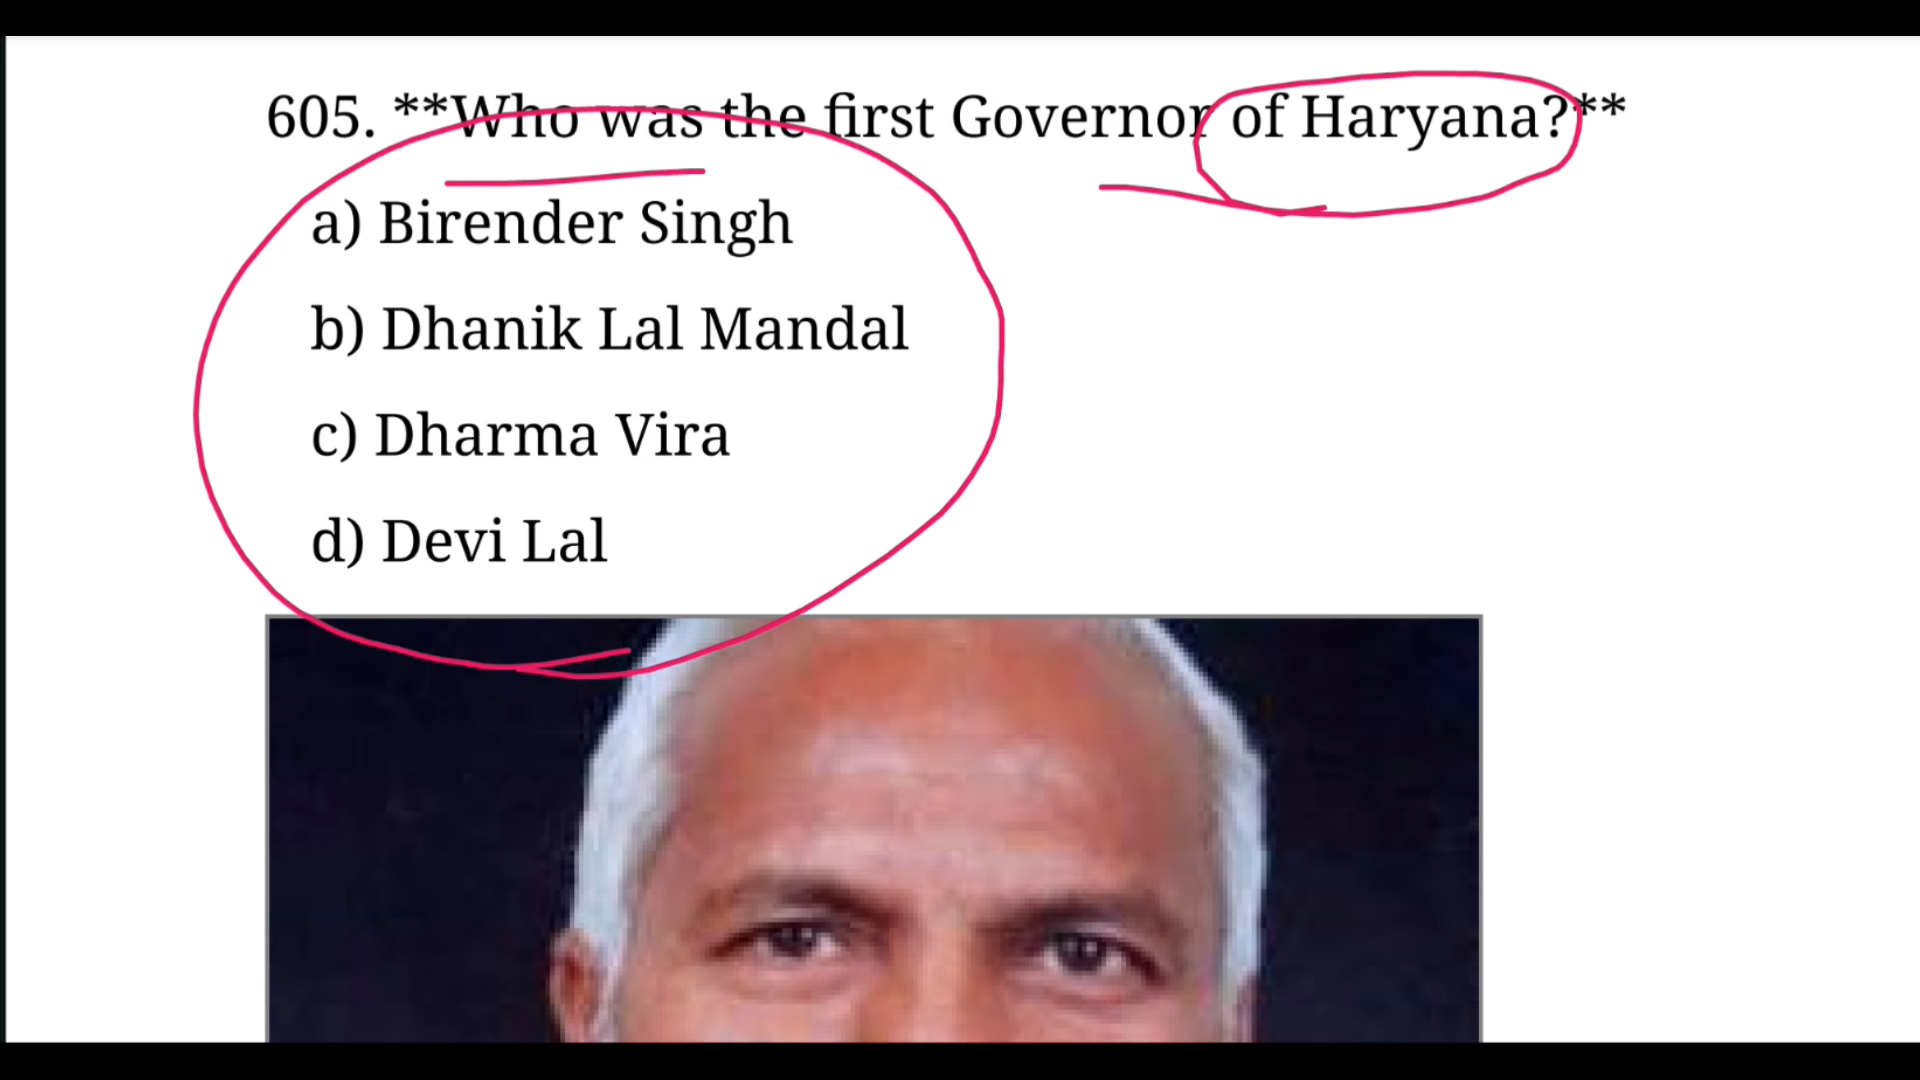 605. **Who was the first Governor of Haryana?**
a) Birender Singh
b) Dhanik Lal Mandal
c) Dharma Vira
d) Devi Lal